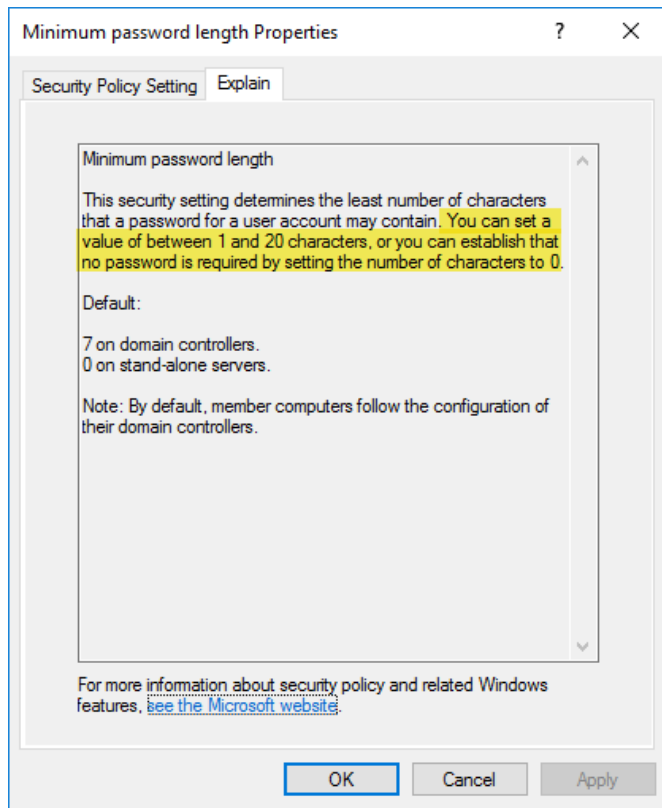 Minimum password length Properties
?
Security Policy Setting
Explain
Minimum password length
This security setting determines the least number of characters
that a password for a user account may contain. You can set a
value of between 1 and 20 characters, or you can establish that
no password is required by setting the number of characters to 0.
Default:
7 on domain controllers.
0 on stand-alone servers.
Note: By default, member computers follow the configuration of
their domain controllers.
For more information about security policy and related Windows
features, see the Microsoft website.
OK
Cancel
Apply